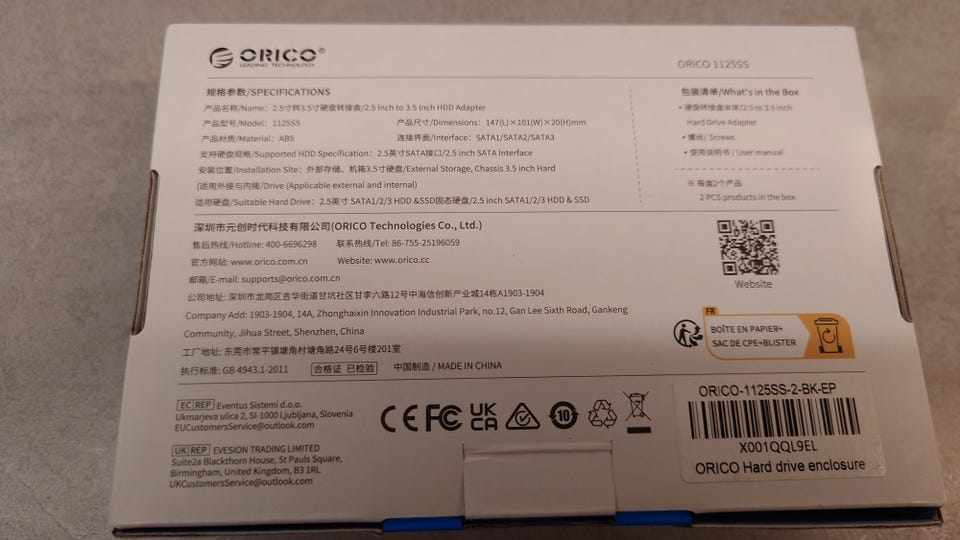 ORICO®
LEADING TECHNOLOGY
ORICO 1125SS
规格参数/SPECIFICATIONS
产品名称/Name：2.5寸转3.5寸硬盘转接盒/2.5 Inch to 3.5 Inch HDD Adapter
产品型号/Model：1125SS
产品尺寸/Dimensions：147(L)×101(W)×20(H)mm
产品材质/Material：ABS
连接界面/Interface：SATA1/SATA2/SATA3
支持硬盘规格/Supported HDD Specification：2.5英寸SATA接口/2.5 inch SATA Interface
安装位置/Installation Site：外部存储、机箱3.5寸硬盘/External Storage, Chassis 3.5 inch Hard
(适用外接与内接)/Drive (Applicable external and internal)
适用硬盘/Suitable Hard Drive：2.5英寸 SATA1/2/3 HDD &SSD固态硬盘/2.5 inch SATA1/2/3 HDD & SSD
包装清单/What's in the Box
• 硬盘转接盒本体/2.5 to 3.5 inch
Hard Drive Adapter
• 螺丝/ Screws
• 使用说明书 / User manual
※ 每盒2个产品
2 PCS products in the box
深圳市元创时代科技有限公司(ORICO Technologies Co., Ltd.)
售后热线/Hotline: 400-6696298
联系热线/Tel: 86-755-25196059
官方网站: www.orico.com.cn
Website: www.orico.cc
邮箱/E-mail: supports@orico.com.cn
公司地址: 深圳市龙岗区吉华街道甘坑社区甘李六路12号中海信创新产业城14栋A1903-1904
Company Add: 1903-1904, 14A, Zhonghaixin Innovation Industrial Park, no.12, Gan Lee Sixth Road, Gankeng
Community, Jihua Street, Shenzhen, China
工厂地址: 东莞市常平镇塘角村塘角路24号6号楼201室
执行标准: GB 4943.1-2011
合格证 已检验
中国制造 / MADE IN CHINA
Website
FR
BOÎTE EN PAPIER+
SAC DE CPE+BLISTER
EC REP Eventus Sistemi d.o.o.
Ukmarjeva ulica 2, SI-1000 Ljubljana, Slovenia
EUCustomersService@outlook.com
UK REP EVESION TRADING LIMITED
Suite2a Blackthorn House, St Pauls Square,
Birmingham, United Kingdom, B3 1RL
UKCustomersService@outlook.com
CE FC UK CA 10
ORICO-1125SS-2-BK-EP
X001QQL9EL
ORICO Hard drive enclosure